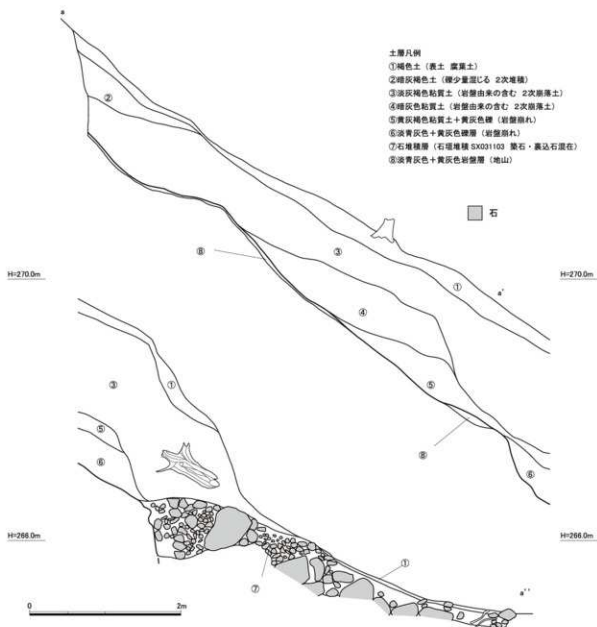 a
土層凡例
①褐色土（表土 腐葉土）
②暗灰褐色土（礫少量混じる 2次堆積）
③淡灰褐色粘質土（岩盤由来の含む 2次崩落土）
④暗灰色粘質土（岩盤由来の含む 2次崩落土）
⑤黄灰褐色粘質土＋黄灰色礫（岩盤崩れ）
⑥淡青灰色＋黄灰色礫層（岩盤崩れ）
⑦石堆積層（石垣堆積 SX031103 築石・裏込石混在）
⑧淡青灰色＋黄灰色岩盤層（地山）
②
石
⑧
③
H=270.0m
①
a'
H=270.0m
④
③
①
⑤
⑤
⑥
⑧
⑥
H=266.0m
H=266.0m
①
⑦
a''
0
2m